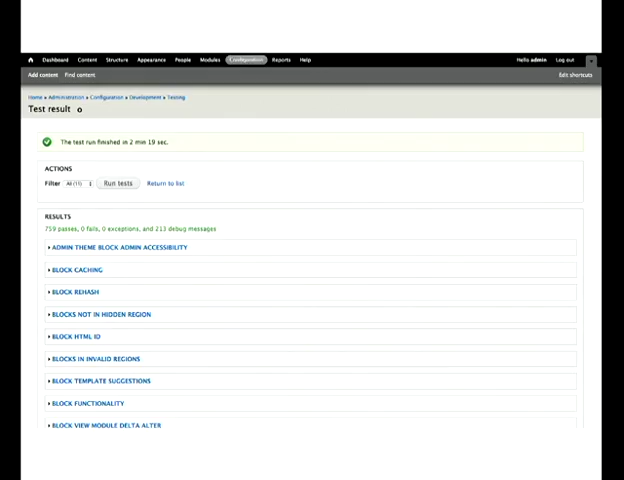 Dashboard Content Structure Appearance People Modules Configuration Reports Help Hello admin Log out
Add content Find content Edit shortcuts
Home » Administration » Configuration » Development » Testing
Test result
The test run finished in 2 min 19 sec.
ACTIONS
Filter All (11) Run tests Return to list
RESULTS
759 passes, 0 fails, 0 exceptions, and 213 debug messages
ADMIN THEME BLOCK ADMIN ACCESSIBILITY
BLOCK CACHING
BLOCK REHASH
BLOCKS NOT IN HIDDEN REGION
BLOCK HTML ID
BLOCKS IN INVALID REGIONS
BLOCK TEMPLATE SUGGESTIONS
BLOCK FUNCTIONALITY
BLOCK VIEW MODULE DELTA ALTER